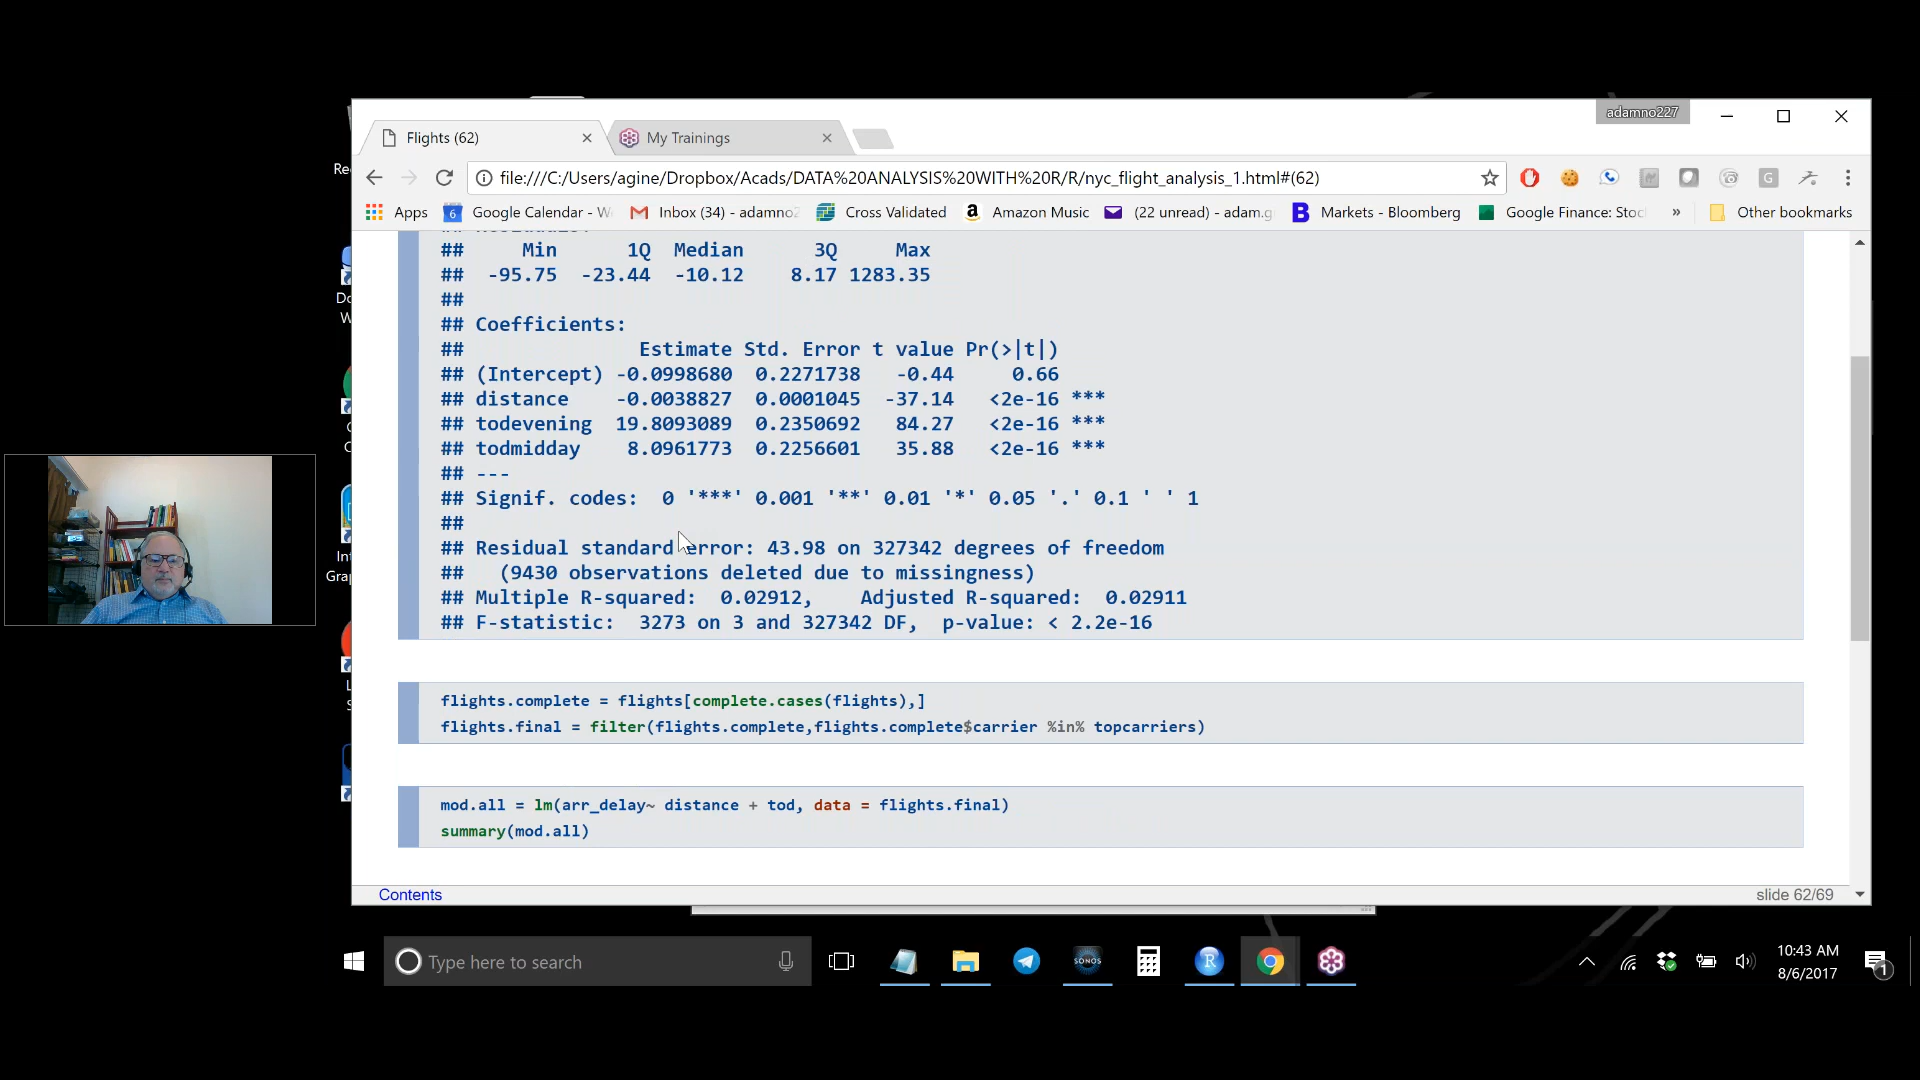 adamno227
Flights (62)
My Trainings
file:///C:/Users/agine/Dropbox/Acads/DATA%20ANALYSIS%20WITH%20R/R/nyc_flight_analysis_1.html#(62)
Apps
6
Google Calendar - W
Inbox (34) - adamno2
Cross Validated
Amazon Music
(22 unread) - adam.g
Markets - Bloomberg
Google Finance: Stoc
»
Other bookmarks
## Min 1Q Median 3Q Max
## -95.75 -23.44 -10.12 8.17 1283.35
##
## Coefficients:
## Estimate Std. Error t value Pr(>|t|)
## (Intercept) -0.0998680 0.2271738 -0.44 0.66
## distance -0.0038827 0.0001045 -37.14 <2e-16 ***
## todevening 19.8093089 0.2350692 84.27 <2e-16 ***
## todmidday 8.0961773 0.2256601 35.88 <2e-16 ***
## ---
## Signif. codes: 0 '***' 0.001 '**' 0.01 '*' 0.05 '.' 0.1 ' ' 1
##
## Residual standard error: 43.98 on 327342 degrees of freedom
## (9430 observations deleted due to missingness)
## Multiple R-squared: 0.02912, Adjusted R-squared: 0.02911
## F-statistic: 3273 on 3 and 327342 DF, p-value: < 2.2e-16
flights.complete = flights[complete.cases(flights),]
flights.final = filter(flights.complete,flights.complete$carrier %in% topcarriers)
mod.all = lm(arr_delay~ distance + tod, data = flights.final)
summary(mod.all)
Contents
slide 62/69
Type here to search
SONOS
R
10:43 AM
8/6/2017
1